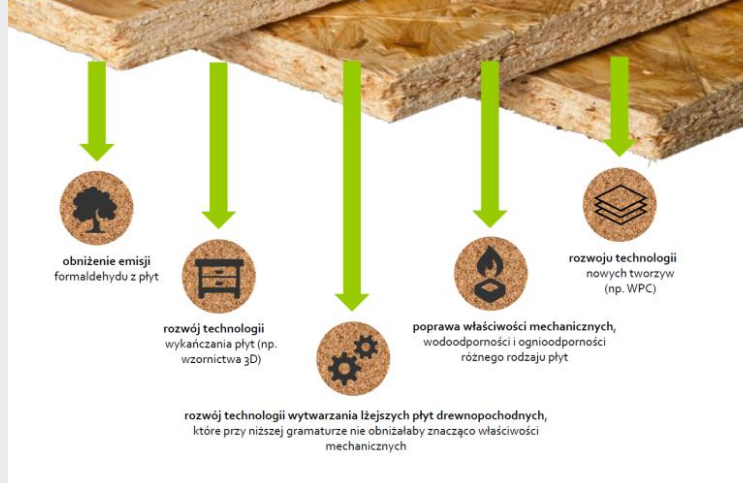 obniżenie emisji
formaldehydu z płyt
rozwój technologii
wykańczania płyt (np.
wzornictwa 3D)
rozwój technologii wytwarzania lżejszych płyt drewnopochodnych,
które przy niższej gramaturze nie obniżałaby znacząco właściwości
mechanicznych
poprawa właściwości mechanicznych,
wodoodporności i ognioodporności
różnego rodzaju płyt
rozwoju technologii
nowych tworzyw
(np. WPC)